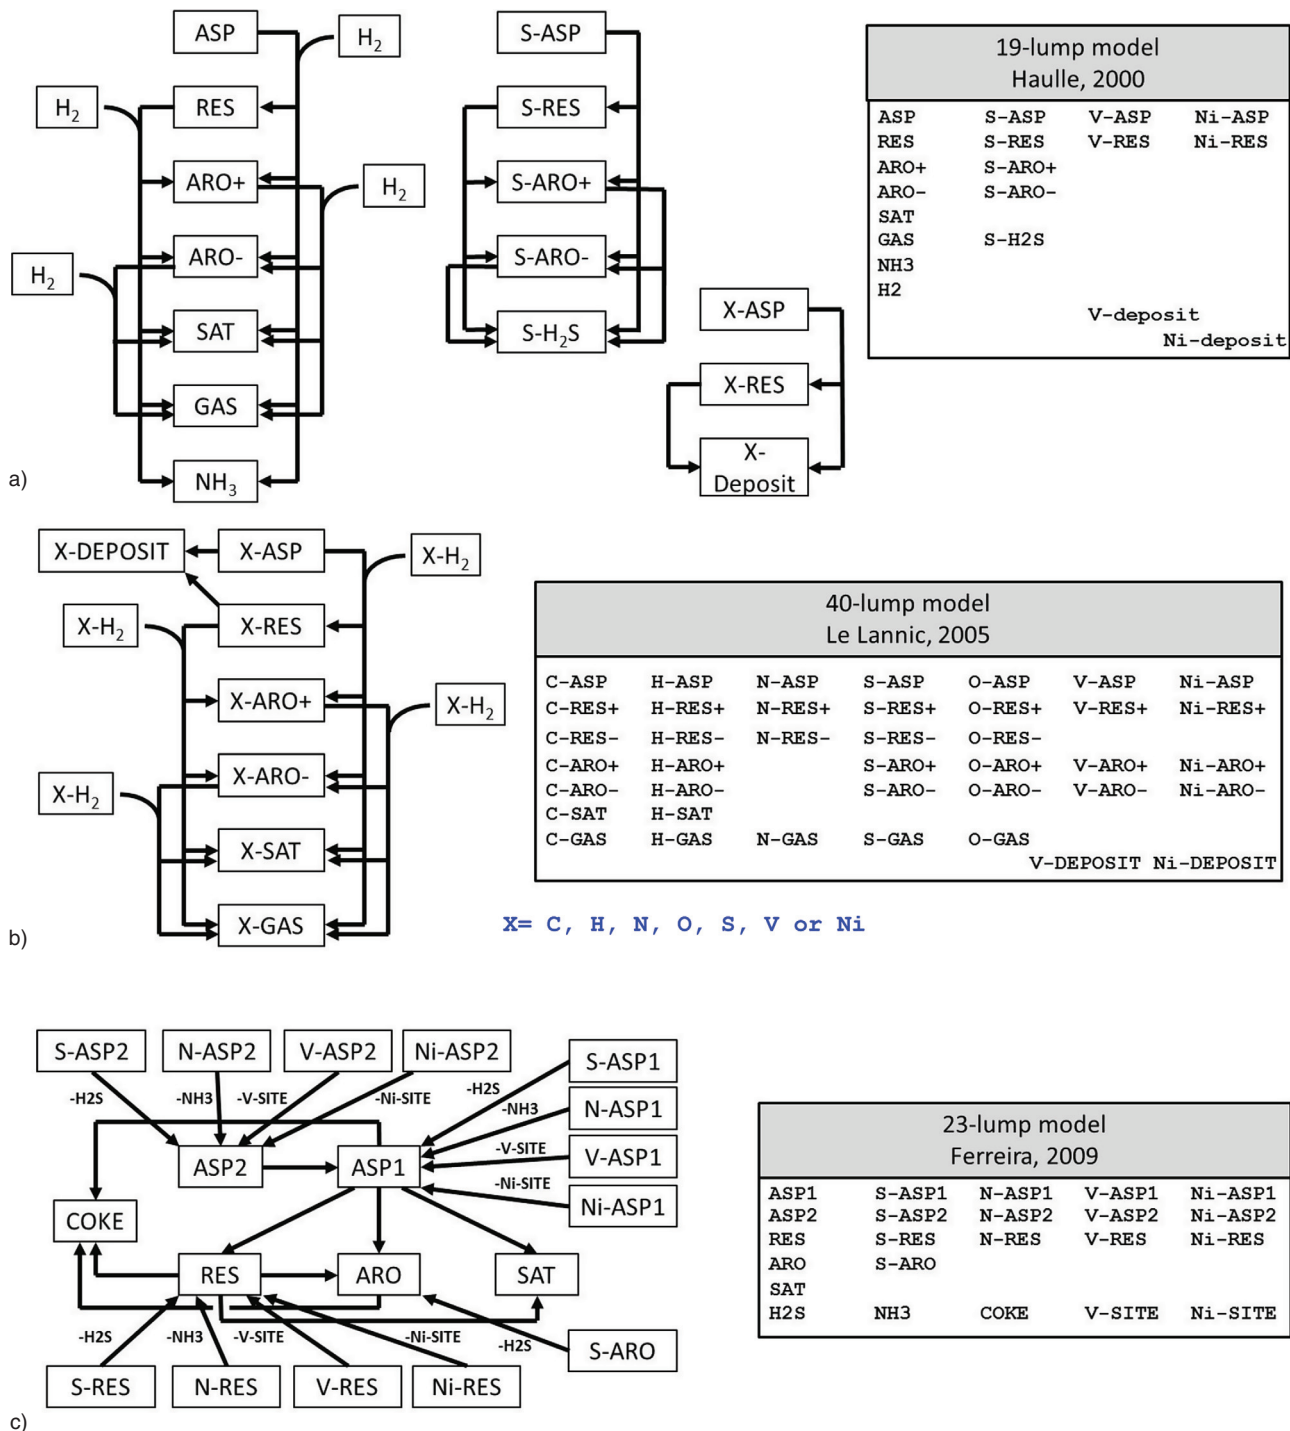 ASP
H2
H2
RES
ARO+
H2
ARO-
H2
SAT
GAS
NH3
S-ASP
S-RES
S-ARO+
S-ARO-
S-H2S
X-ASP
X-RES
X-
Deposit
19-lump model
Haulle, 2000
ASP S-ASP V-ASP Ni-ASP
RES S-RES V-RES Ni-RES
ARO+ S-ARO+
ARO- S-ARO-
SAT
GAS S-H2S
NH3
H2
V-deposit
Ni-deposit
a)
X-DEPOSIT X-ASP
X-H2
X-H2 X-RES
X-ARO+ X-H2
X-ARO-
X-H2
X-SAT
X-GAS
40-lump model
Le Lannic, 2005
C-ASP H-ASP N-ASP S-ASP O-ASP V-ASP Ni-ASP
C-RES+ H-RES+ N-RES+ S-RES+ O-RES+ V-RES+ Ni-RES+
C-RES- H-RES- N-RES- S-RES- O-RES-
C-ARO+ H-ARO+ S-ARO+ O-ARO+ V-ARO+ Ni-ARO+
C-ARO- H-ARO- S-ARO- O-ARO- V-ARO- Ni-ARO-
C-SAT H-SAT
C-GAS H-GAS N-GAS S-GAS O-GAS
V-DEPOSIT Ni-DEPOSIT
X= C, H, N, O, S, V or Ni
b)
S-ASP2 N-ASP2 V-ASP2 Ni-ASP2
S-ASP1
-H2S -NH3 -V-SITE -Ni-SITE
-H2S
-NH3 N-ASP1
-V-SITE V-ASP1
ASP2 ASP1
-Ni-SITE Ni-ASP1
COKE
RES ARO SAT
-H2S -NH3 -V-SITE -Ni-SITE -H2S
S-ARO
S-RES N-RES V-RES Ni-RES
23-lump model
Ferreira, 2009
ASP1 S-ASP1 N-ASP1 V-ASP1 Ni-ASP1
ASP2 S-ASP2 N-ASP2 V-ASP2 Ni-ASP2
RES S-RES N-RES V-RES Ni-RES
ARO S-ARO
SAT
H2S NH3 COKE V-SITE Ni-SITE
c)